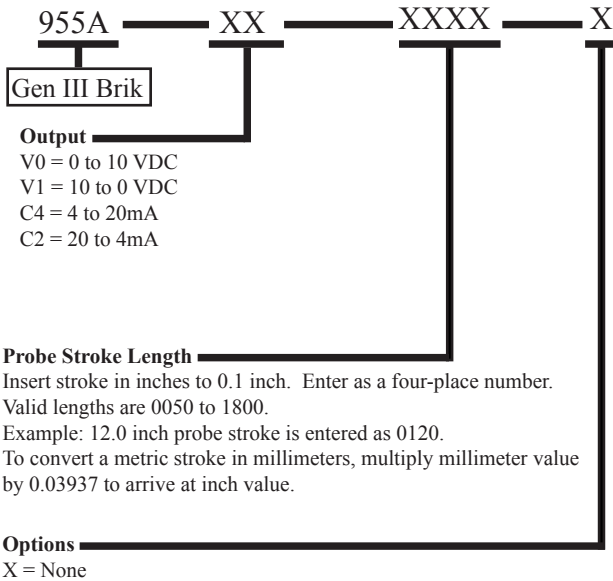 955A XX XXXX X
Gen III Brik
Output
V0 = 0 to 10 VDC
V1 = 10 to 0 VDC
C4 = 4 to 20mA
C2 = 20 to 4mA
Probe Stroke Length
Insert stroke in inches to 0.1 inch.  Enter as a four-place number.
Valid lengths are 0050 to 1800.
Example: 12.0 inch probe stroke is entered as 0120.
To convert a metric stroke in millimeters, multiply millimeter value
by 0.03937 to arrive at inch value.
Options
X = None